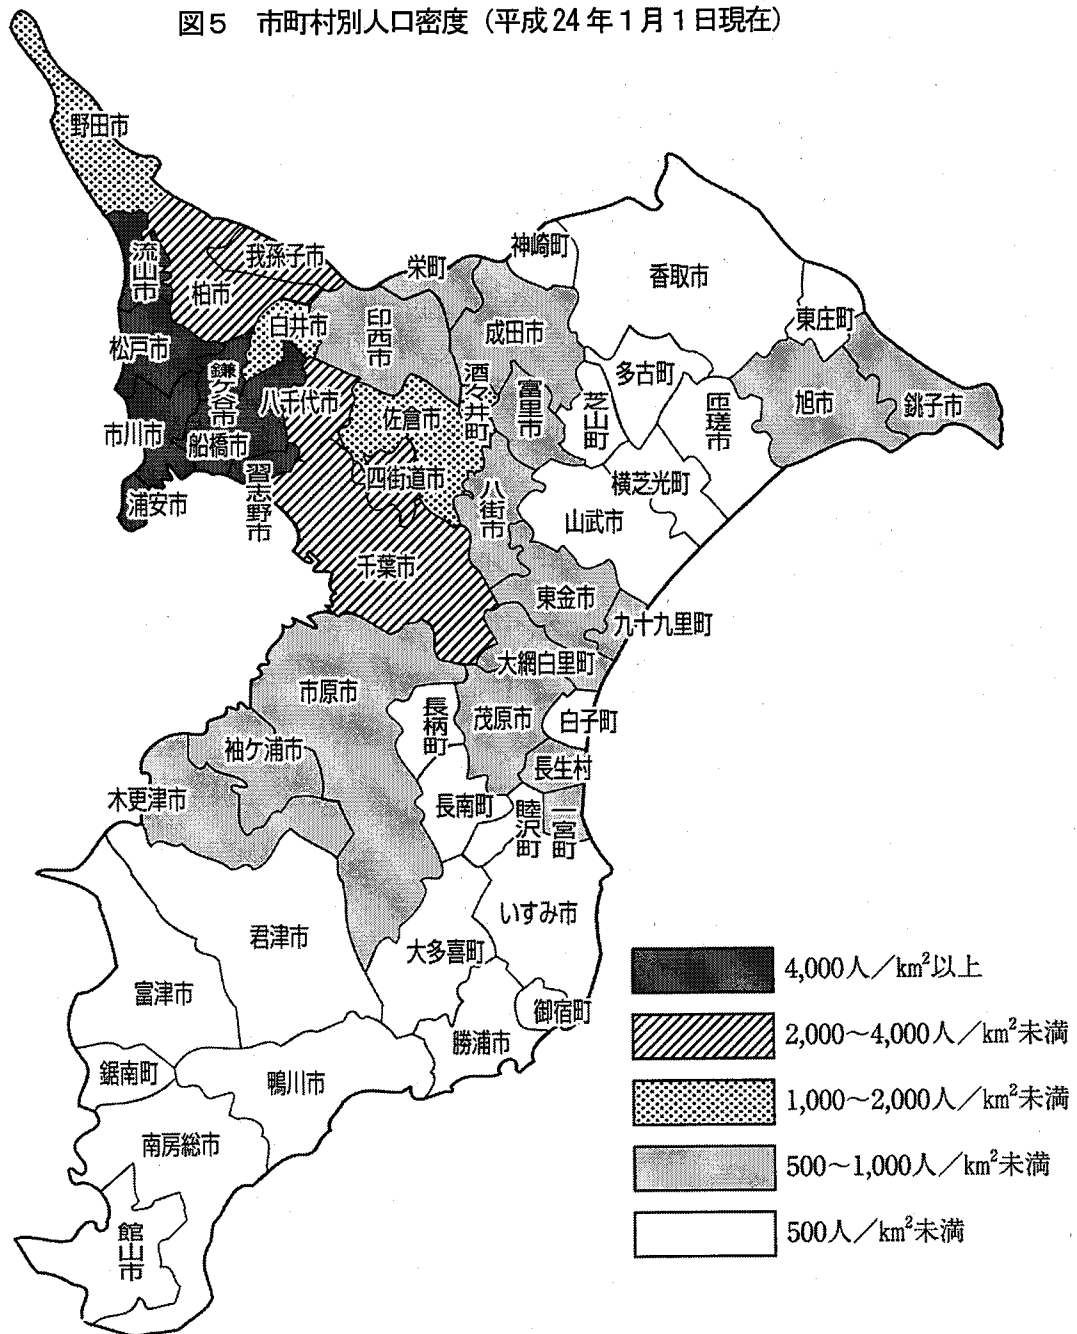 図５　市町村別人口密度（平成24年１月１日現在）
野田市
流山市
柏市
我孫子市
栄町
神崎町
香取市
東庄町
松戸市
白井市
印西市
成田市
多古町
旭市
銚子市
鎌ケ谷市
八千代市
佐倉市
酒々井町
富里市
芝山町
匝瑳市
市川市
船橋市
四街道市
横芝光町
浦安市
習志野市
八街市
山武市
千葉市
東金市
九十九里町
大網白里町
市原市
長柄町
茂原市
白子町
袖ケ浦市
長生村
木更津市
長南町
睦沢町
一宮町
君津市
大多喜町
いすみ市
富津市
勝浦市
御宿町
鋸南町
鴨川市
南房総市
館山市
4,000人／km²以上
2,000～4,000人／km²未満
1,000～2,000人／km²未満
500～1,000人／km²未満
500人／km²未満